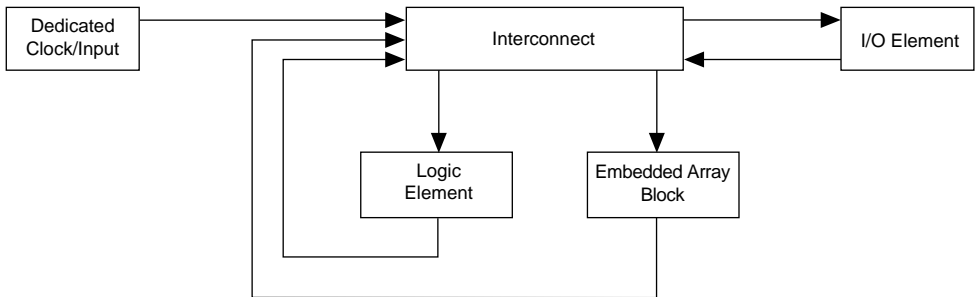 Dedicated
Clock/Input
Interconnect
I/O Element
Logic
Element
Embedded Array
Block